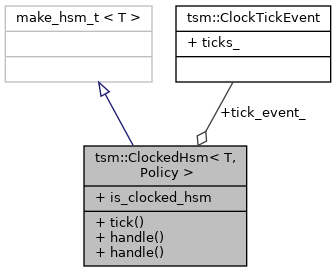 make_hsm_t< T >
tsm::ClockTickEvent
+ ticks_
+tick_event_
tsm::ClockedHsm< T,
Policy >
+ is_clocked_hsm
+ tick()
+ handle()
+ handle()